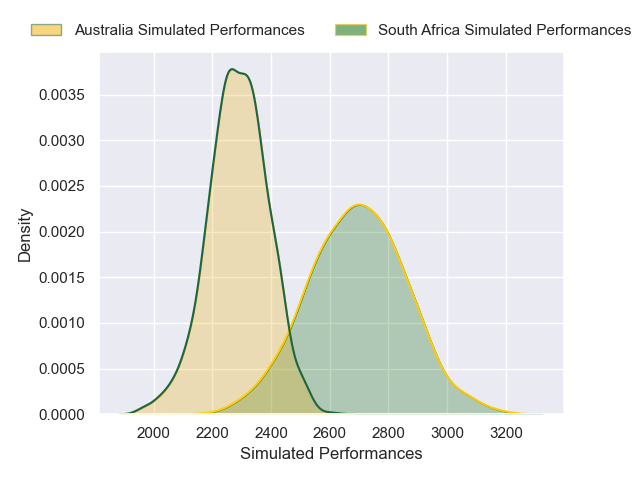 Australia Simulated Performances
South Africa Simulated Performances
0.0035
0.0030
0.0025
0.0020
0.0015
0.0010
0.0005
0.0000
Density
2000 2200 2400 2600 2800 3000 3200
Simulated Performances